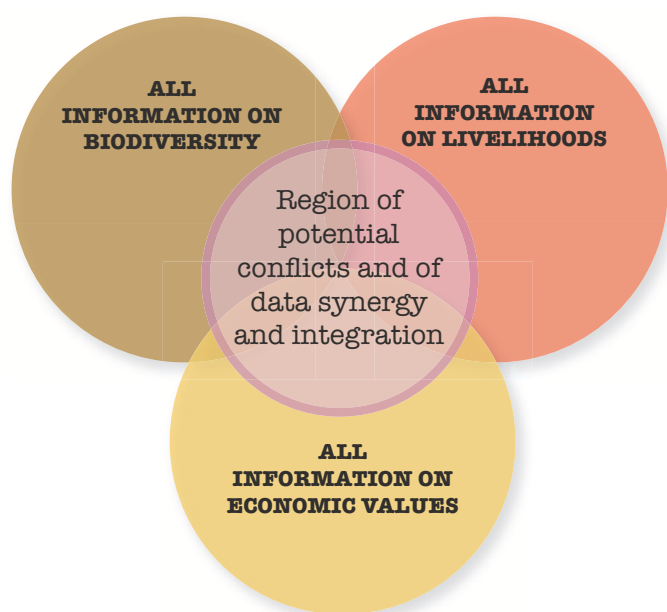 ALL
INFORMATION ON
BIODIVERSITY
ALL
INFORMATION
ON LIVELIHOODS
Region of
potential
conflicts and of
data synergy
and integration
ALL
INFORMATION ON
ECONOMIC VALUES